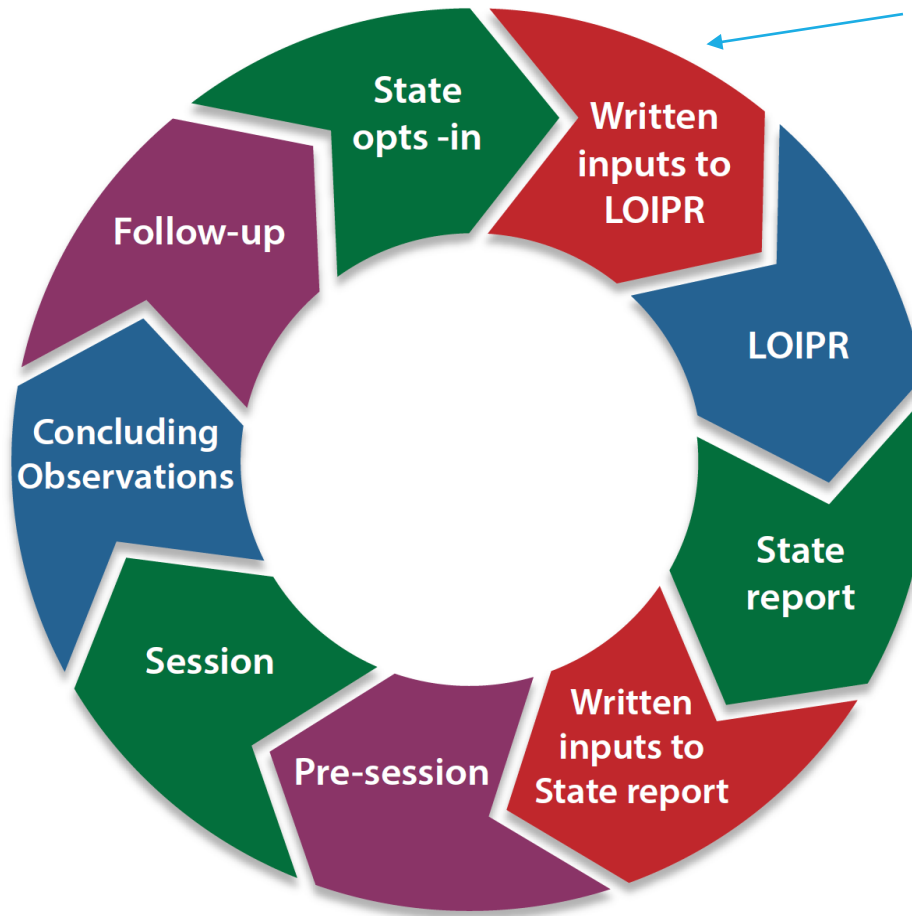 State
opts -in
Written
inputs to
LOIPR
LOIPR
State
report
Written
inputs to
State report
Pre-session
Session
Concluding
Observations
Follow-up